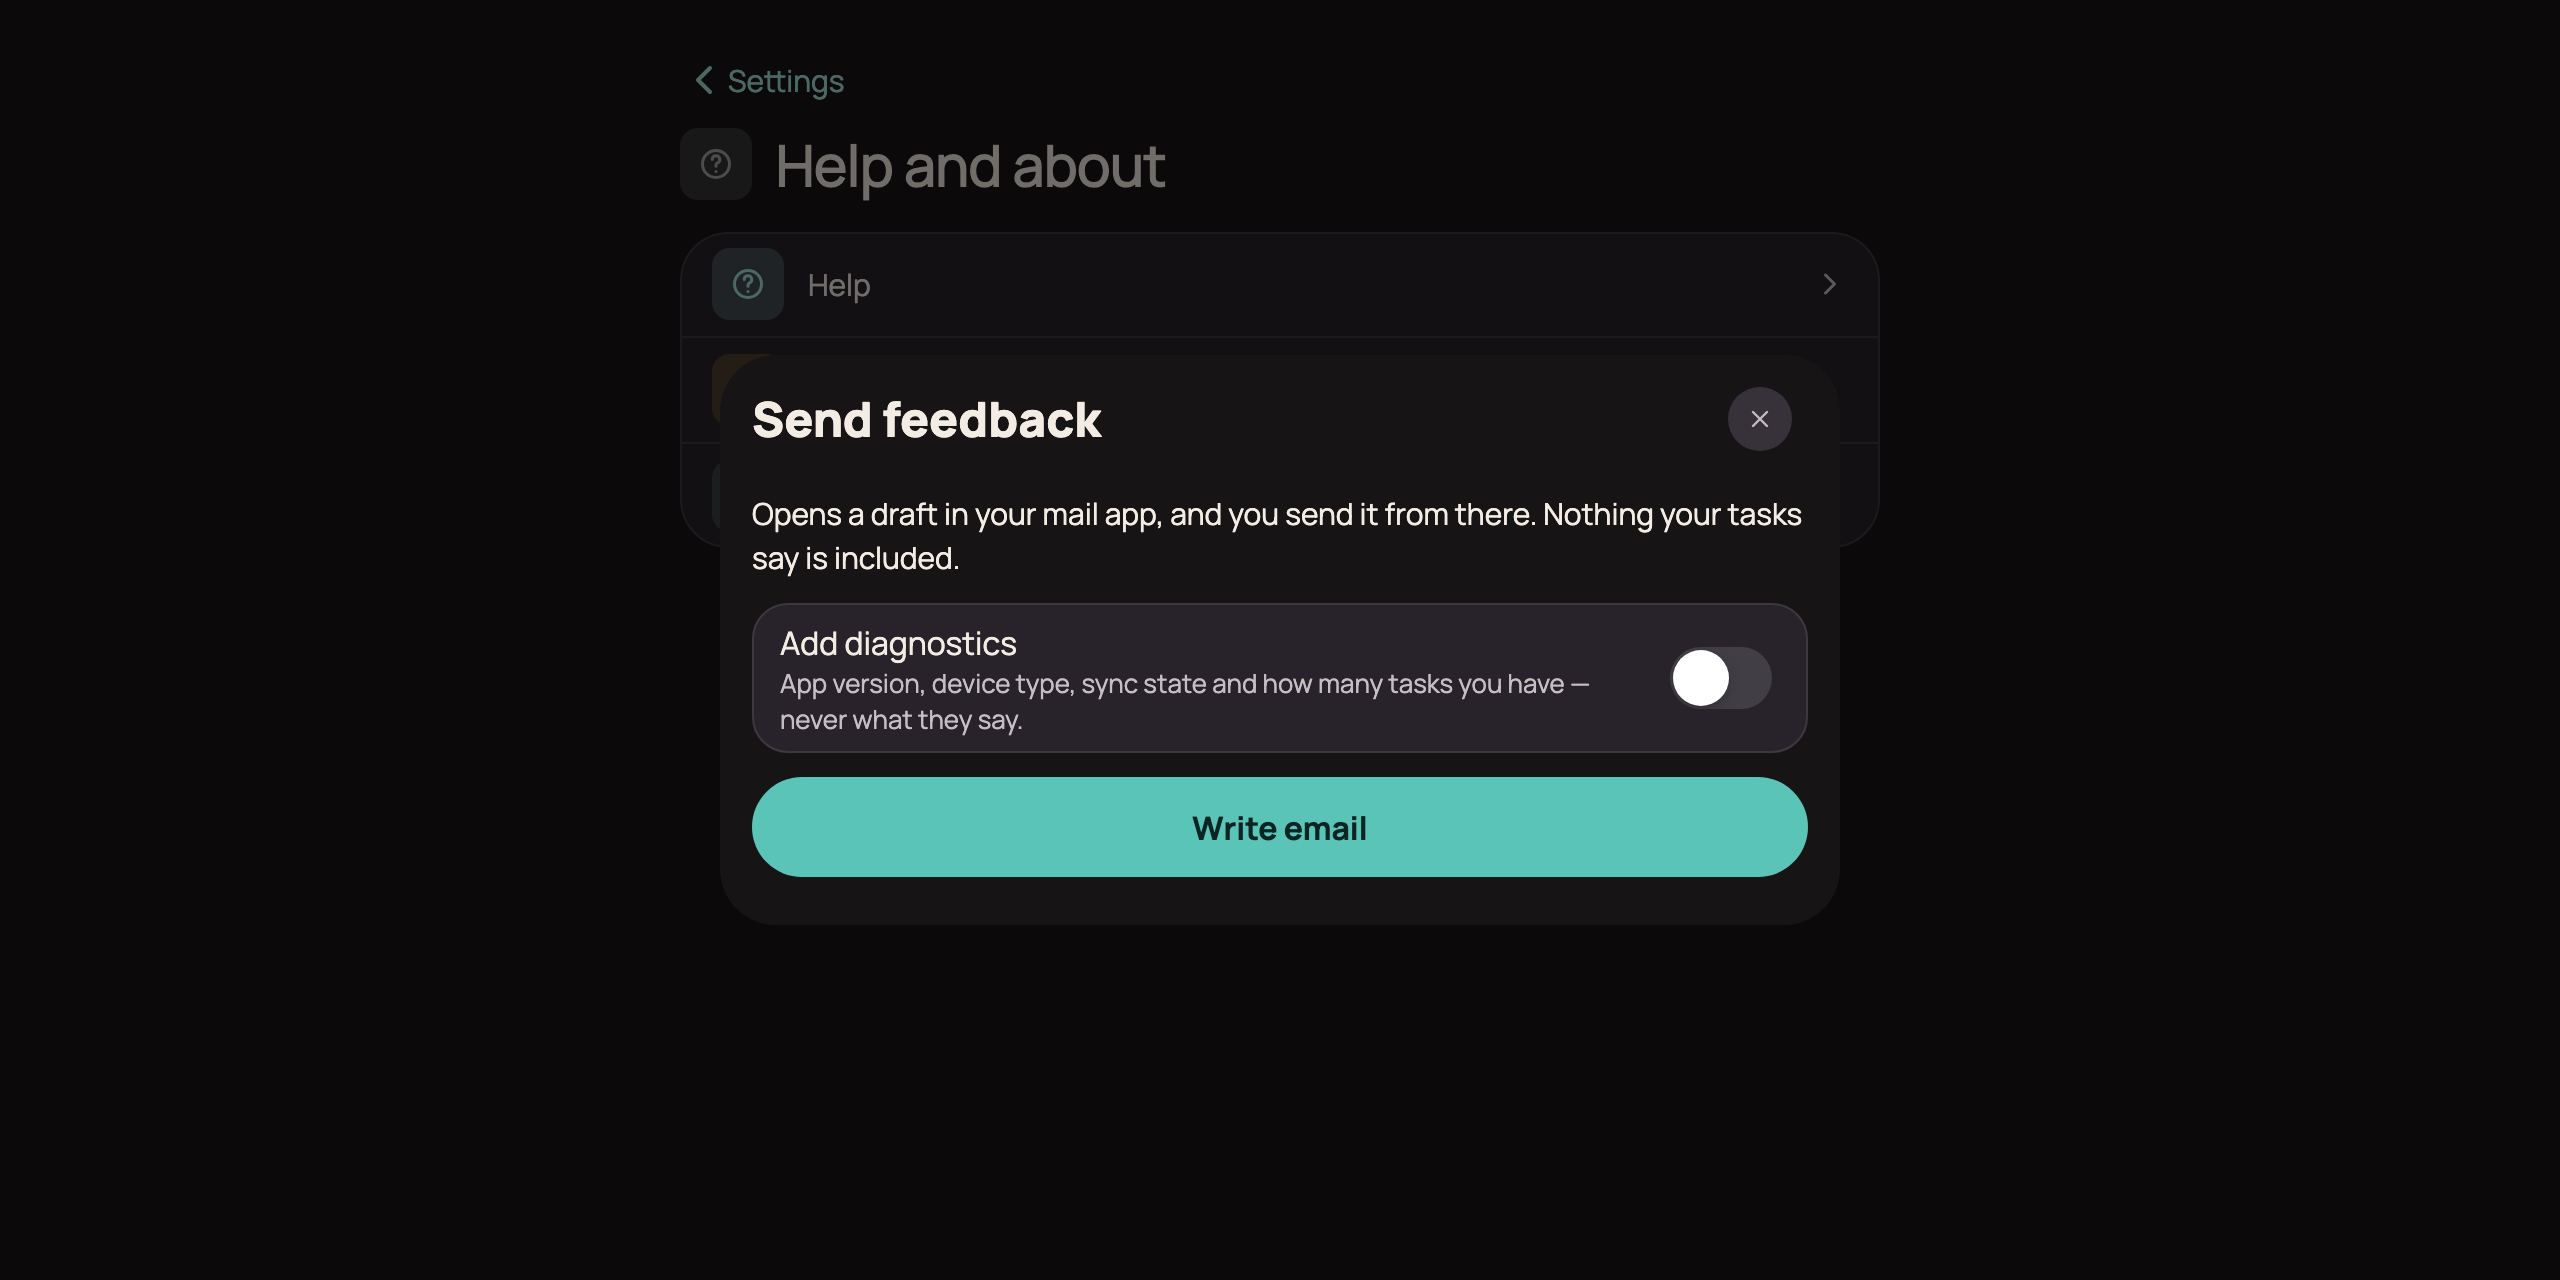 Settings
Help and about
Help
Send feedback
Opens a draft in your mail app, and you send it from there. Nothing your tasks
say is included.
Add diagnostics
App version, device type, sync state and how many tasks you have —
never what they say.
Write email